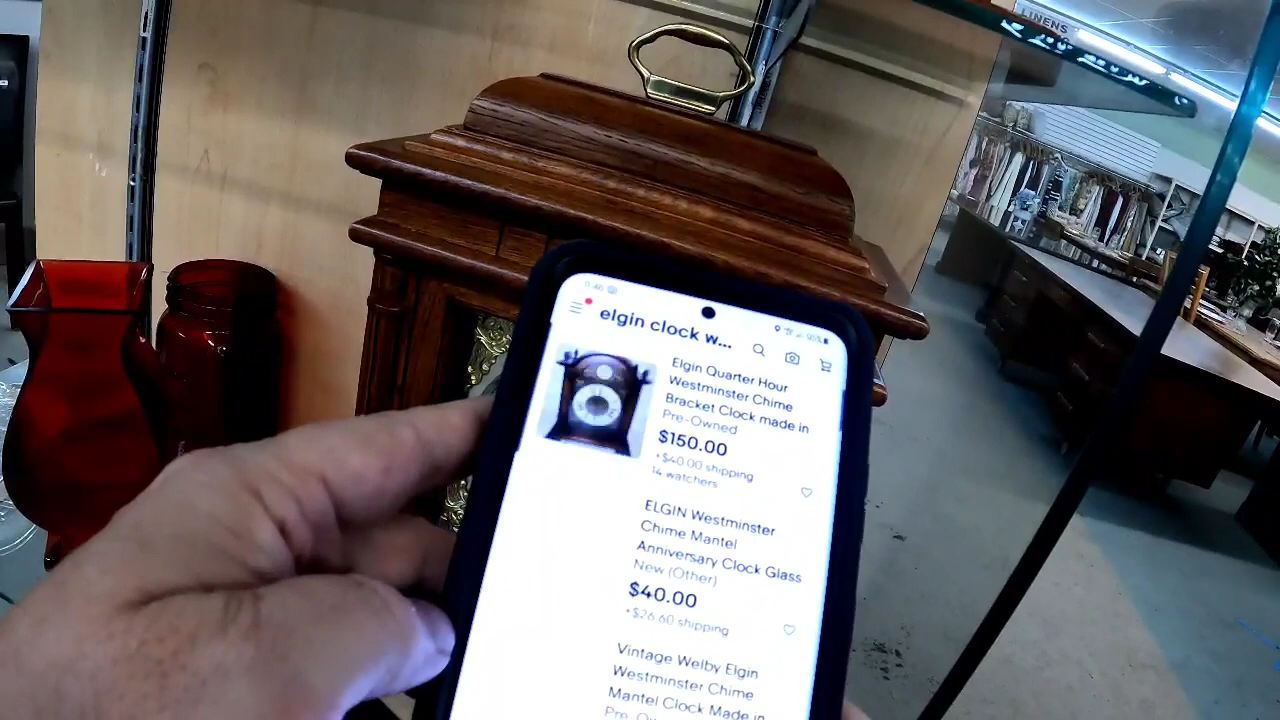 LINENS
elgin clock w...
Elgin Quarter Hour
Westminster Chime
Bracket Clock made in
Pre-Owned
$150.00
+$40.00 shipping
14 watchers
ELGIN Westminster
Chime Mantel
Anniversary Clock Glass
New (Other)
$40.00
+$26.60 shipping
Vintage Welby Elgin
Westminster Chime
Mantel Clock Made in